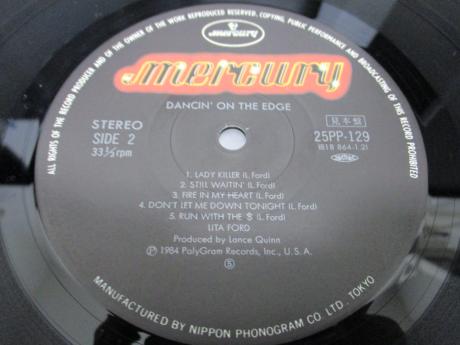 ALL RIGHTS OF THE RECORD PRODUCER AND OF THE OWNER OF THE WORK REPRODUCED RESERVED. COPYING, PUBLIC PERFORMANCE AND BROADCASTING OF THIS RECORD PROHIBITED.
mercury
mercury
DANCIN' ON THE EDGE
STEREO
SIDE 2
33⅓rpm
見本盤
25PP-129
1. LADY KILLER (L. Ford)
2. STILL WAITIN' (L. Ford)
3. FIRE IN MY HEART (L. Ford)
4. DON'T LET ME DOWN TONIGHT (L. Ford)
5. RUN WITH THE $ (L. Ford)
LITA FORD
Produced by Lance Quinn
Ⓟ 1984 PolyGram Records, Inc., U.S.A.
Ⓢ
MANUFACTURED BY NIPPON PHONOGRAM CO. LTD. TOKYO